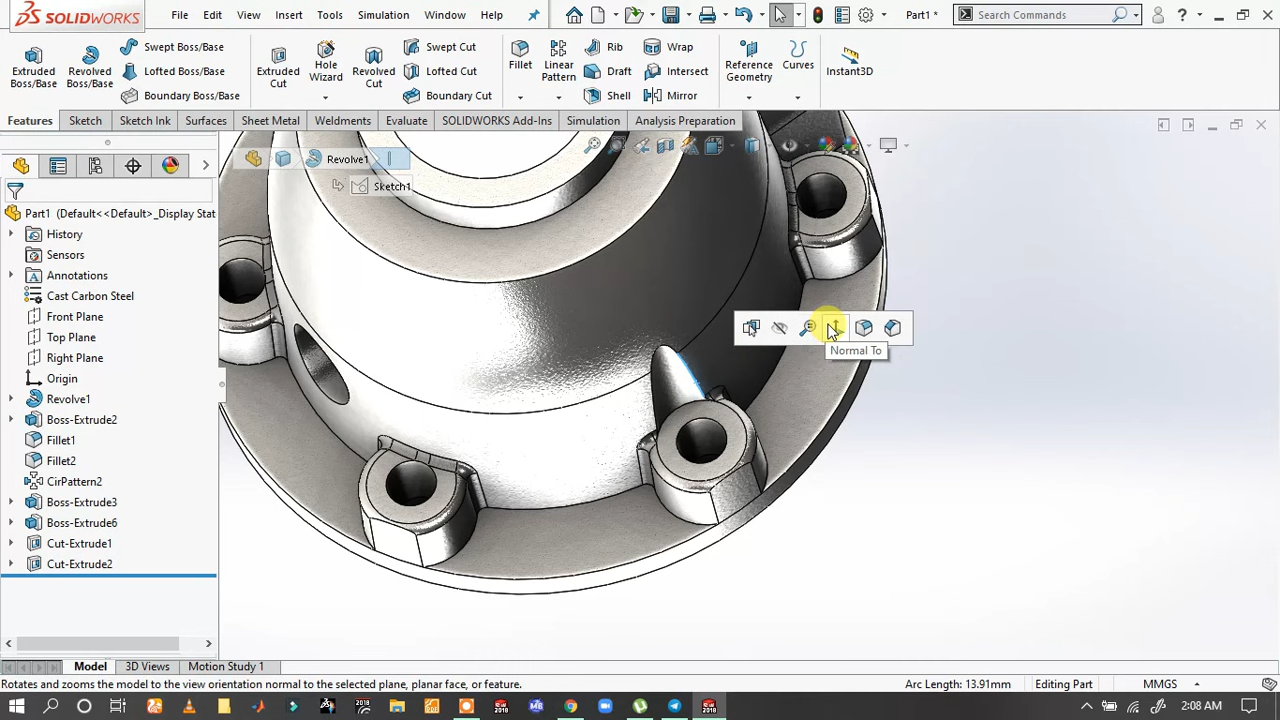 SOLIDWORKS File Edit View Insert Tools Simulation Window Help Part1 * Search Commands ?
Extruded Boss/Base
Revolved Boss/Base
Swept Boss/Base
Lofted Boss/Base
Boundary Boss/Base
Extruded Cut
Hole Wizard
Revolved Cut
Swept Cut
Lofted Cut
Boundary Cut
Fillet
Linear Pattern
Rib
Draft
Shell
Wrap
Intersect
Mirror
Reference Geometry
Curves
Instant3D
Features Sketch Sketch Ink Surfaces Sheet Metal Weldments Evaluate SOLIDWORKS Add-Ins Simulation Analysis Preparation
Revolve1
Sketch1
Part1 (Default<<Default>_Display Stat
History
Sensors
Annotations
Cast Carbon Steel
Front Plane
Top Plane
Right Plane
Origin
Revolve1
Boss-Extrude2
Fillet1
Fillet2
CirPattern2
Boss-Extrude3
Boss-Extrude6
Cut-Extrude1
Cut-Extrude2
Normal To
Model 3D Views Motion Study 1
Rotates and zooms the model to the view orientation normal to the selected plane, planar face, or feature. Arc Length: 13.91mm Editing Part MMGS
2:08 AM